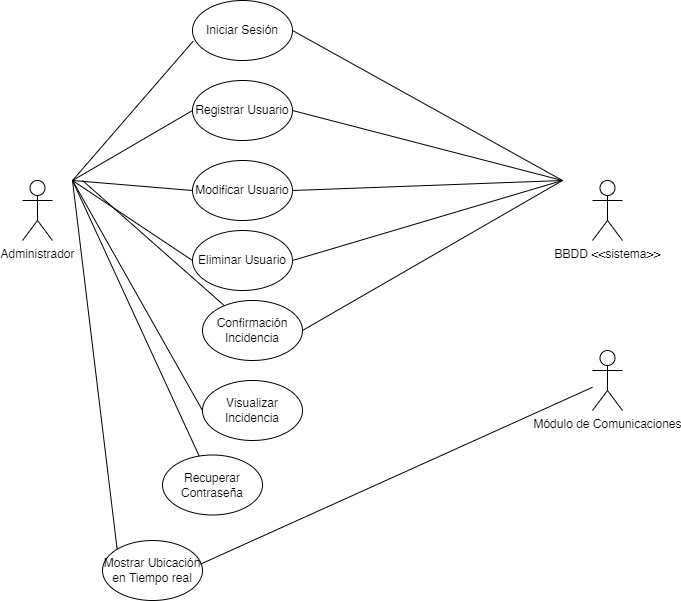 Iniciar Sesión
Registrar Usuario
Modificar Usuario
Administrador
Eliminar Usuario
BBDD <<sistema>>
Confirmación
Incidencia
Visualizar
Incidencia
Módulo de Comunicaciones
Recuperar
Contraseña
Mostrar Ubicación
en Tiempo real